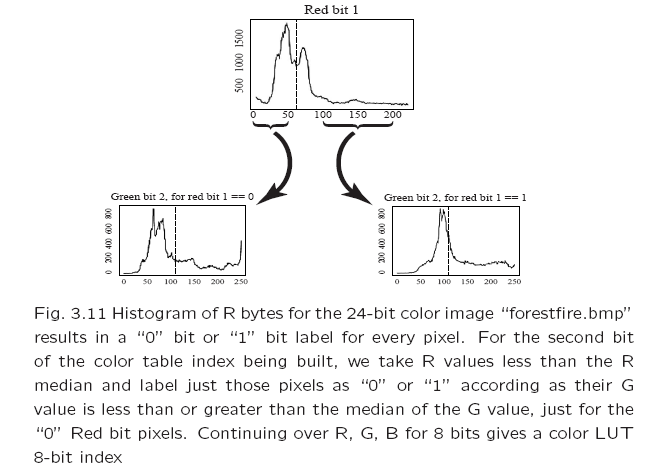 Red bit 1
500 1000 1500
0 50 100 150 200
Green bit 2, for red bit 1 == 0
0 200 400 600 800
0 50 100 150 200 250
Green bit 2, for red bit 1 == 1
0 200 400 600 800
0 50 100 150 200 250
Fig. 3.11 Histogram of R bytes for the 24-bit color image “forestfire.bmp”
results in a “0” bit or “1” bit label for every pixel. For the second bit
of the color table index being built, we take R values less than the R
median and label just those pixels as “0” or “1” according as their G
value is less than or greater than the median of the G value, just for the
“0” Red bit pixels. Continuing over R, G, B for 8 bits gives a color LUT
8-bit index